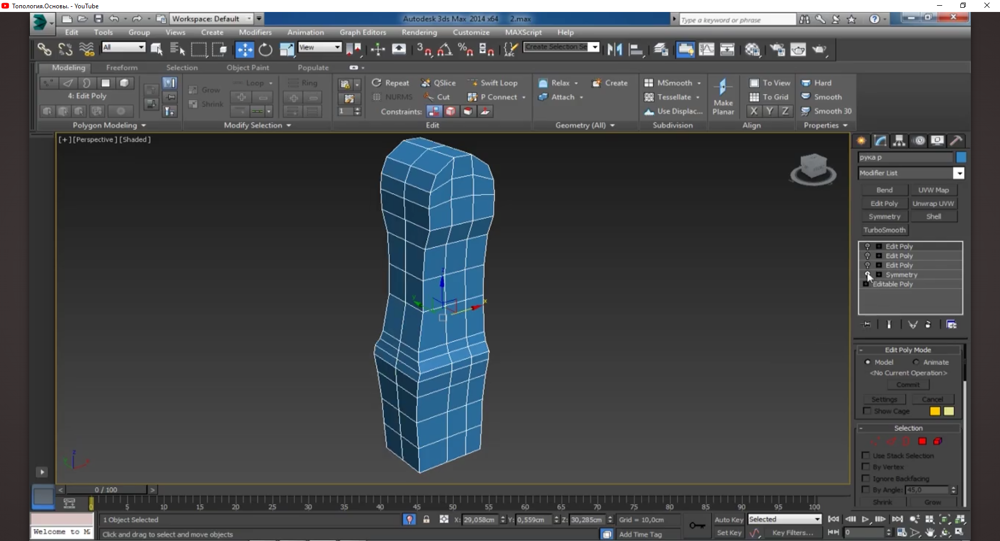 Топология.Основы. - YouTube
Workspace: Default
Autodesk 3ds Max 2014 x64 2.max
Type a keyword or phrase
Edit Tools Group Views Create Modifiers Animation Graph Editors Rendering Customize MAXScript Help
All View Create Selection Se
Modeling Freeform Selection Object Paint Populate
Loop Ring Repeat QSlice Swift Loop Relax Create MSmooth To View Hard
Grow
4: Edit Poly NURMS Cut P Connect Attach Tessellate Make Planar To Grid Smooth
Shrink
1 Constraints: Use Displac... X Y Z Smooth 30
Polygon Modeling Modify Selection Edit Geometry (All) Subdivision Align Properties
[+][Perspective][Shaded]
рука р
Modifier List
Bend UVW Map
Edit Poly Unwrap UVW
Symmetry Shell
TurboSmooth
Edit Poly
Edit Poly
Edit Poly
Symmetry
Editable Poly
z
y x
Edit Poly Mode
Model Animate
<No Current Operation>
Commit
Settings Cancel
Show Cage
Selection
Use Stack Selection
By Vertex
Ignore Backfacing
By Angle: 45,0
Shrink Grow
0 / 100
0 5 10 15 20 25 30 35 40 45 50 55 60 65 70 75 80 85 90 95 100
1 Object Selected X: 29,058cm Y: 0,559cm Z: 30,285cm Grid = 10,0cm Auto Key Selected
Welcome to M
Click and drag to select and move objects Add Time Tag Set Key Key Filters... 0